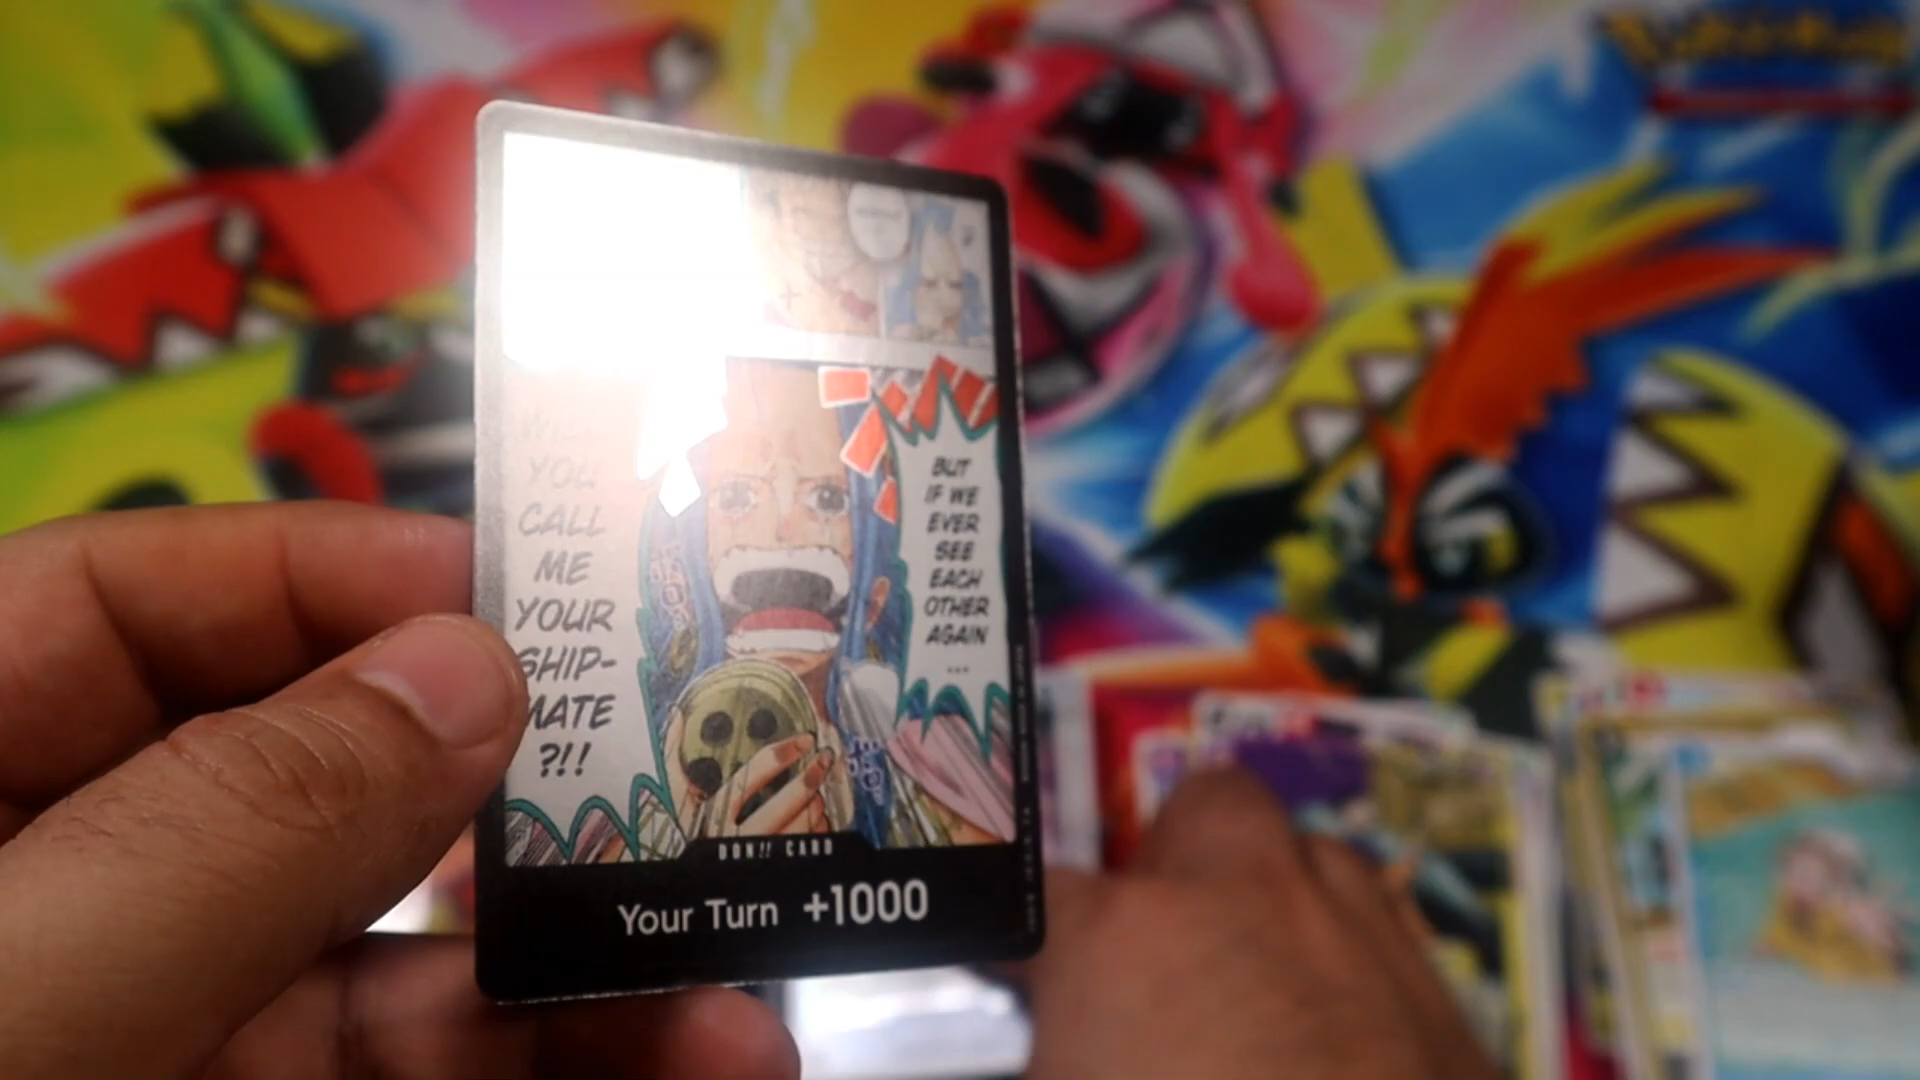 BUT
IF WE
EVER
SEE
EACH
OTHER
AGAIN
...
YOU
CALL
ME
YOUR
SHIP-
MATE
?!!
DON!! CARD
Your Turn +1000